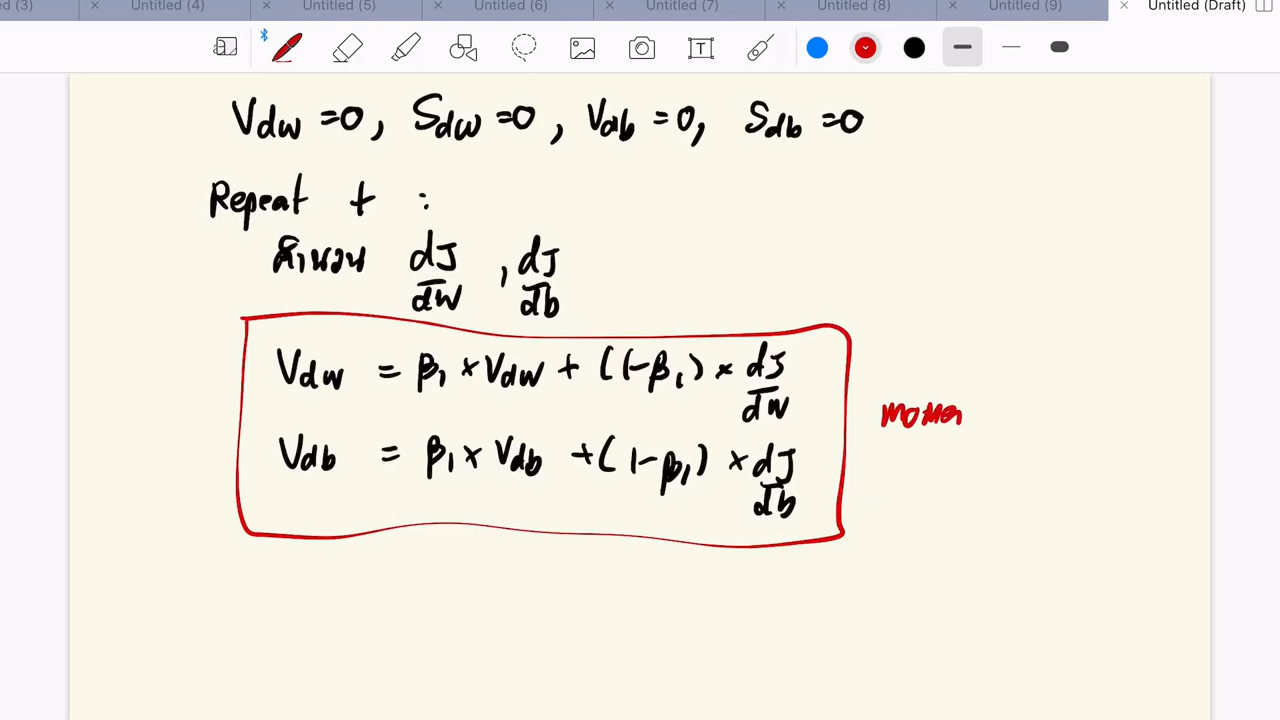 (3) Untitled (4) Untitled (5) Untitled (6) Untitled (7) Untitled (8) Untitled (9) Untitled (Draft)
T
Vdw =0, Sdw =0, Vdb =0, Sdb =0
Repeat t :
คำนวณ dJ/dw , dJ/db
Vdw = β1 × Vdw + (1-β1) × dJ/dw
momen
Vdb = β1 × Vdb + (1-β1) × dJ/db